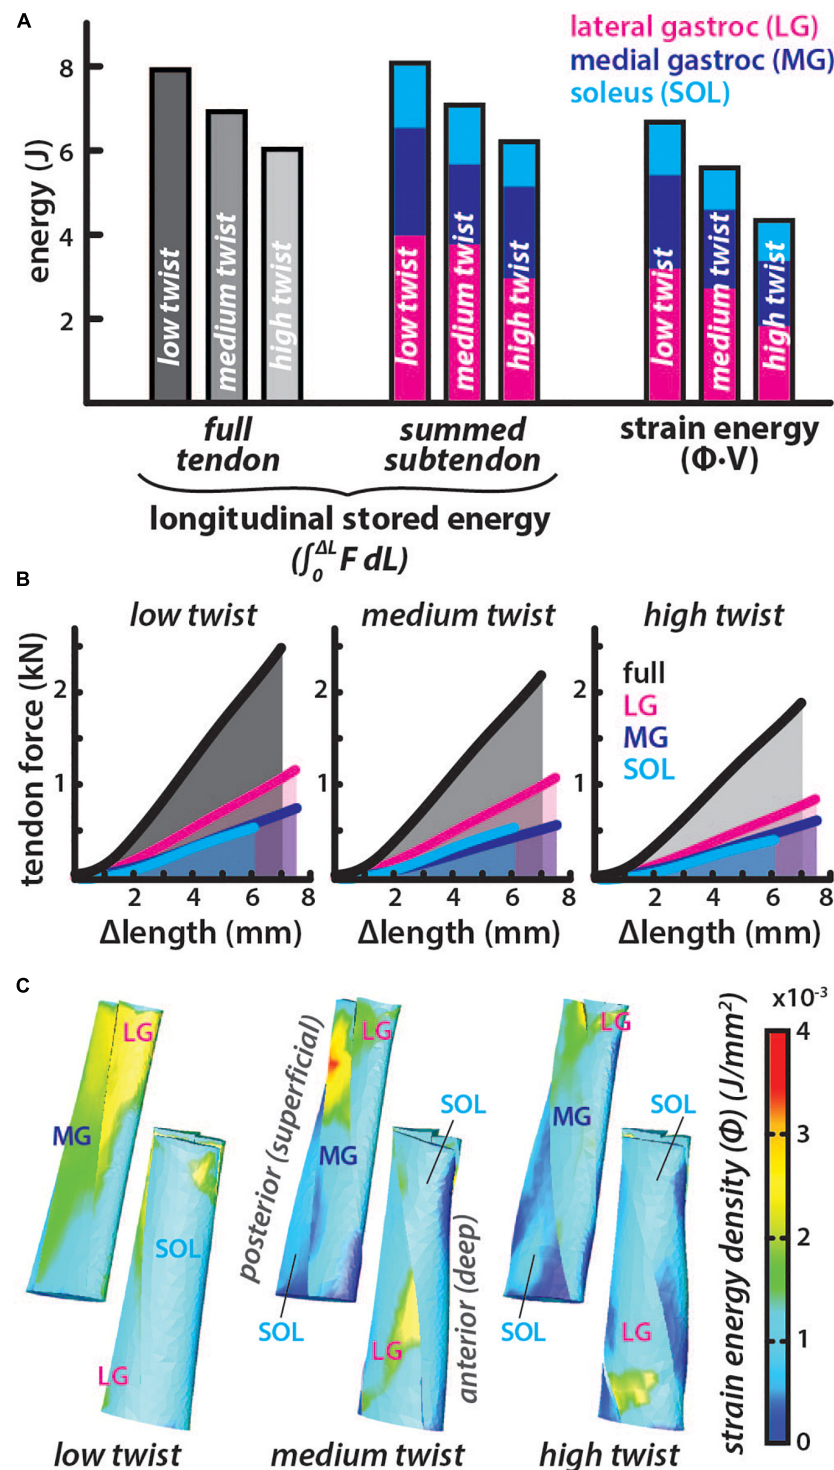 A
lateral gastroc (LG)
medial gastroc (MG)
soleus (SOL)
energy (J)
8
6
4
2
low twist
medium twist
high twist
low twist
medium twist
high twist
low twist
medium twist
high twist
full
tendon
summed
subtendon
strain energy
(Φ·V)
longitudinal stored energy
(∫₀^ΔL F dL)
B
low twist
medium twist
high twist
tendon force (kN)
2
1
2
1
2
1
full
LG
MG
SOL
2 4 6 8
2 4 6 8
2 4 6 8
Δlength (mm)
Δlength (mm)
Δlength (mm)
C
LG
MG
SOL
LG
low twist
posterior (superficial)
LG
MG
SOL
SOL
LG
anterior (deep)
medium twist
LG
MG
SOL
SOL
LG
high twist
strain energy density (Φ) (J/mm²)
x10⁻³
4
3
2
1
0